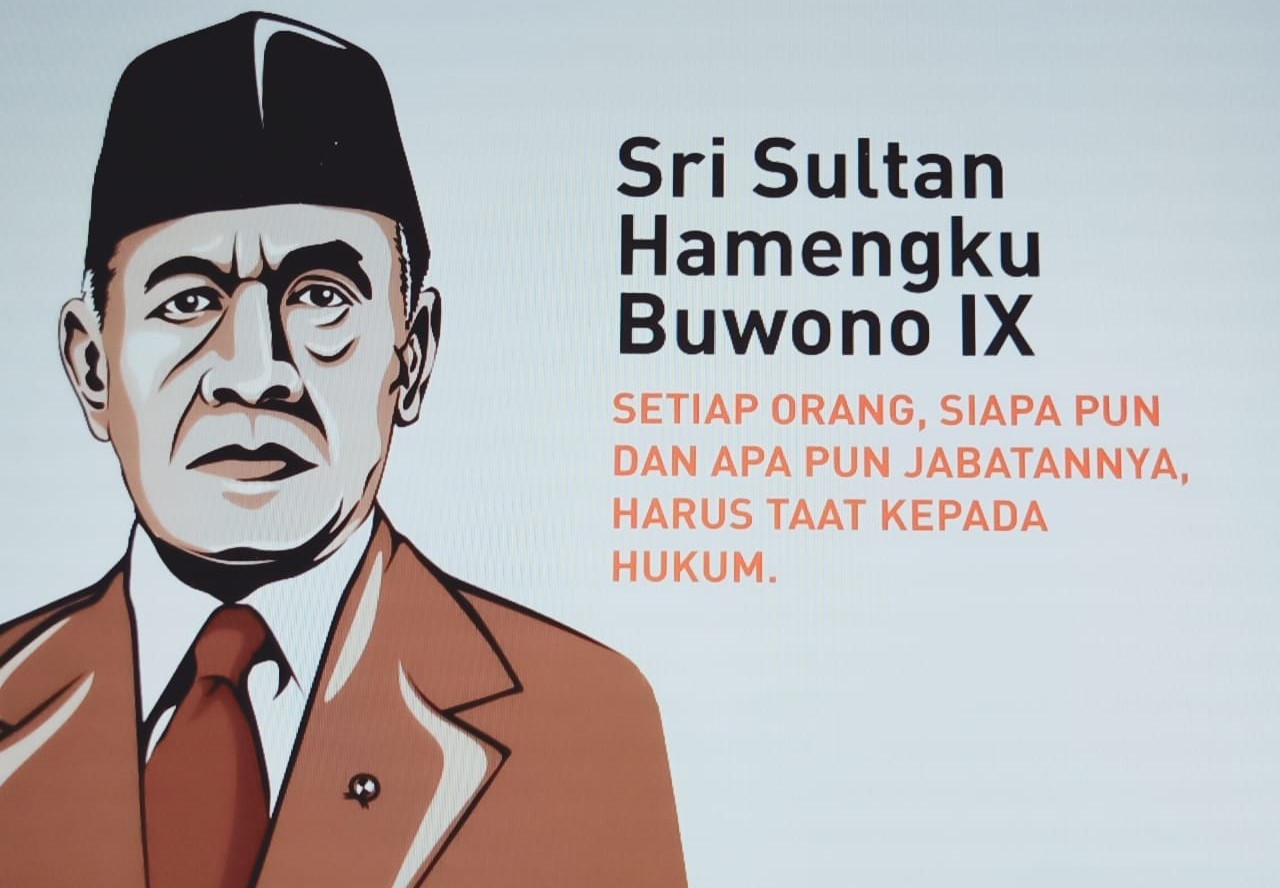 Sri Sultan
Hamengku
Buwono IX
SETIAP ORANG, SIAPA PUN
DAN APA PUN JABATANNYA,
HARUS TAAT KEPADA
HUKUM.